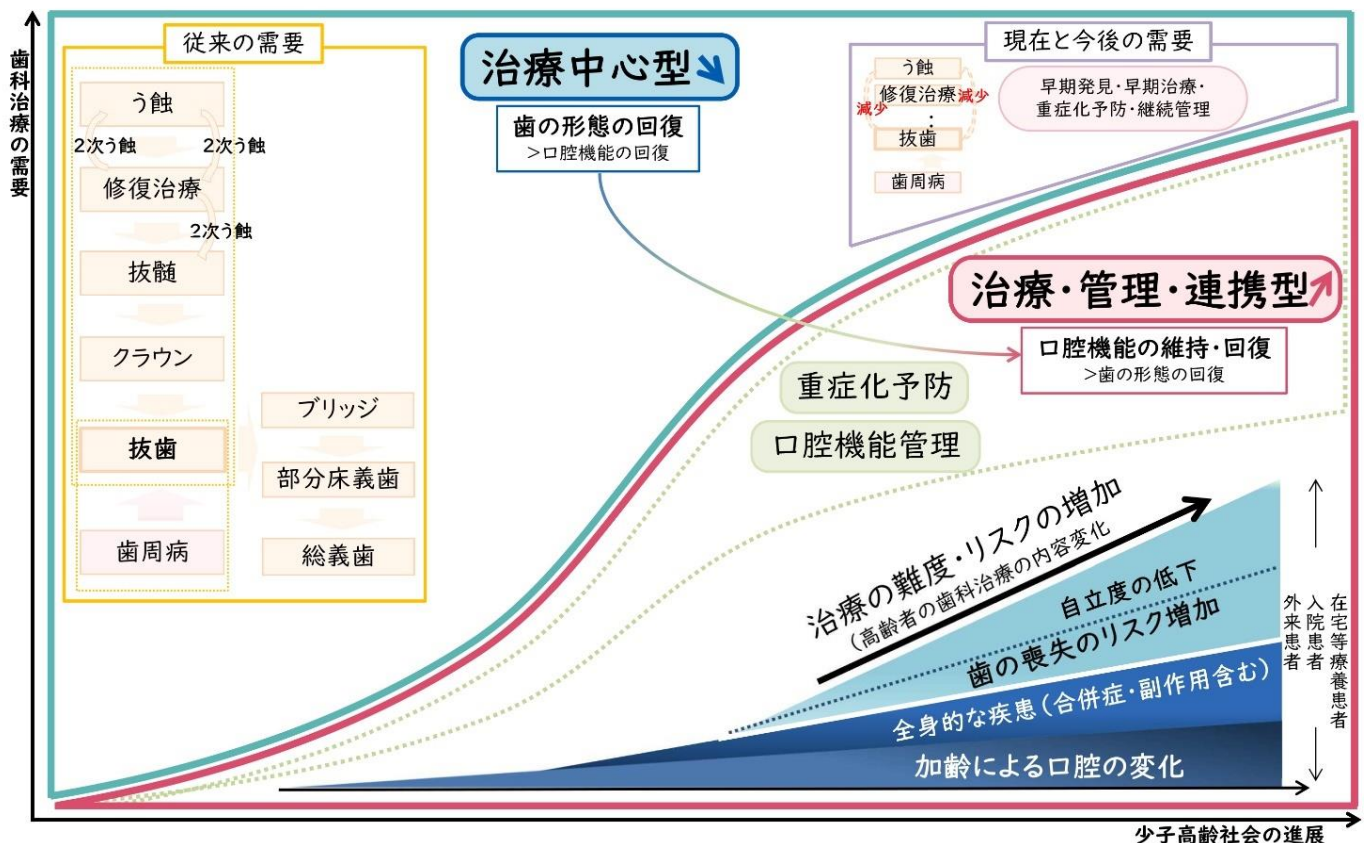 歯科治療の需要
従来の需要
う蝕
2次う蝕
2次う蝕
修復治療
2次う蝕
抜髄
クラウン
抜歯
歯周病
ブリッジ
部分床義歯
総義歯
治療中心型
歯の形態の回復
>口腔機能の回復
現在と今後の需要
う蝕
修復治療
減少
減少
⋮
抜歯
歯周病
早期発見・早期治療・
重症化予防・継続管理
治療・管理・連携型
口腔機能の維持・回復
>歯の形態の回復
重症化予防
口腔機能管理
治療の難度・リスクの増加
(高齢者の歯科治療の内容変化
自立度の低下
歯の喪失のリスク増加
全身的な疾患(合併症・副作用含む)
加齢による口腔の変化
在宅等療養患者
入院患者
外来患者
少子高齢社会の進展